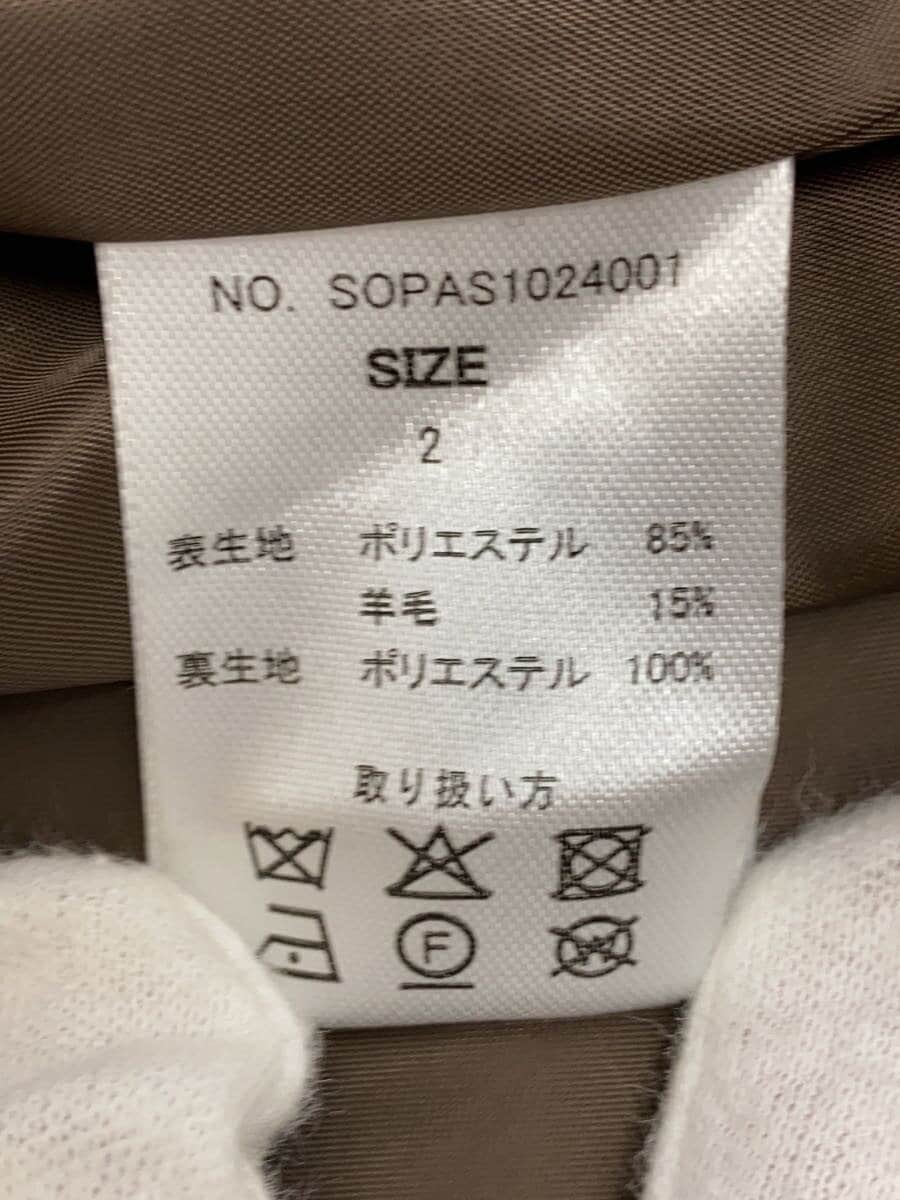 NO. SOPAS1024001
SIZE
2
表生地 ポリエステル 85%
羊毛 15%
裏生地 ポリエステル 100%
取り扱い方
F
W